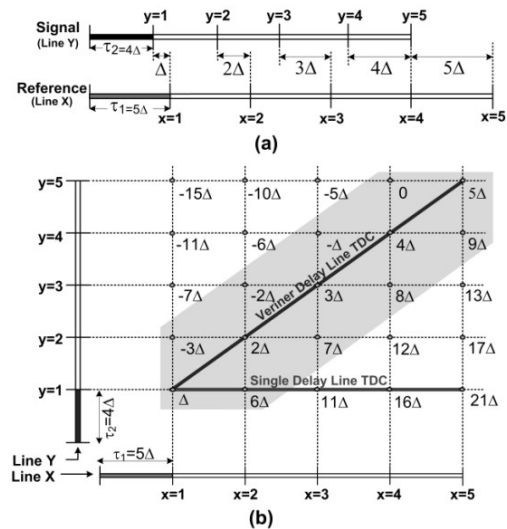 y=1 y=2 y=3 y=4 y=5
Signal
(Line Y)
τ2=4Δ
Δ 2Δ 3Δ 4Δ 5Δ
Reference
(Line X)
τ1=5Δ
x=1 x=2 x=3 x=4 x=5
(a)
y=5 -15Δ -10Δ -5Δ 0 5Δ
y=4 -11Δ -6Δ -Δ 4Δ 9Δ
Veriner Delay Line TDC
y=3 -7Δ -2Δ 3Δ 8Δ 13Δ
y=2 -3Δ 2Δ 7Δ 12Δ 17Δ
Single Delay Line TDC
y=1 Δ 6Δ 11Δ 16Δ 21Δ
τ2=4Δ
τ1=5Δ
Line Y
Line X
x=1 x=2 x=3 x=4 x=5
(b)